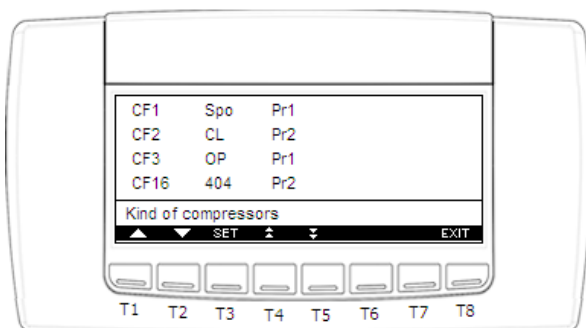 CF1 Spo Pr1
CF2 CL Pr2
CF3 OP Pr1
CF16 404 Pr2
Kind of compressors
SET EXIT
T1 T2 T3 T4 T5 T6 T7 T8